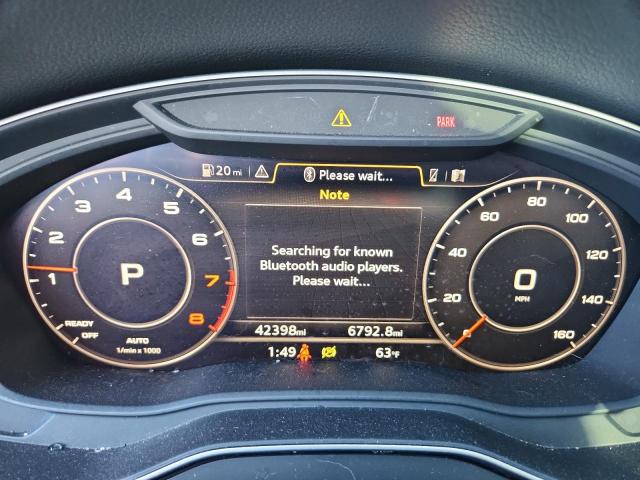 PARK
20 mi
Please wait...
Note
Searching for known
Bluetooth audio players.
Please wait...
42398mi
6792.8mi
1:49
63°F
READY
OFF
1
2
3
4
5
6
7
8
P
AUTO
1/min x 1000
20
40
60
80
100
120
140
160
0
MPH